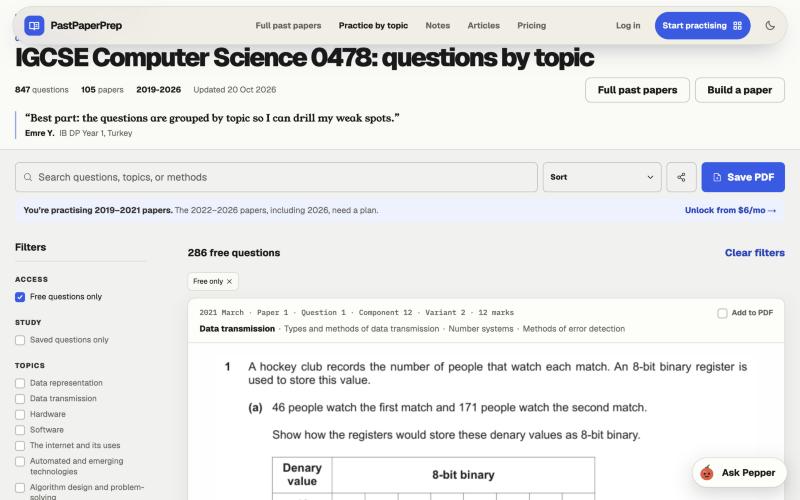 PastPaperPrep
Full past papers
Practice by topic
Notes
Articles
Pricing
Log in
Start practising
IGCSE Computer Science 0478: questions by topic
847 questions 105 papers 2019-2026 Updated 20 Oct 2026
Full past papers
Build a paper
“Best part: the questions are grouped by topic so I can drill my weak spots.”
Emre Y. IB DP Year 1, Turkey
Search questions, topics, or methods
Sort
Save PDF
You're practising 2019–2021 papers. The 2022–2026 papers, including 2026, need a plan.
Unlock from $6/mo →
Filters
ACCESS
Free questions only
STUDY
Saved questions only
TOPICS
Data representation
Data transmission
Hardware
Software
The internet and its uses
Automated and emerging
technologies
Algorithm design and problem-
solving
286 free questions
Clear filters
Free only ×
2021 March · Paper 1 · Question 1 · Component 12 · Variant 2 · 12 marks
Add to PDF
Data transmission · Types and methods of data transmission · Number systems · Methods of error detection
1 A hockey club records the number of people that watch each match. An 8-bit binary register is
used to store this value.
(a) 46 people watch the first match and 171 people watch the second match.
Show how the registers would store these denary values as 8-bit binary.
Denary
value
8-bit binary
Ask Pepper